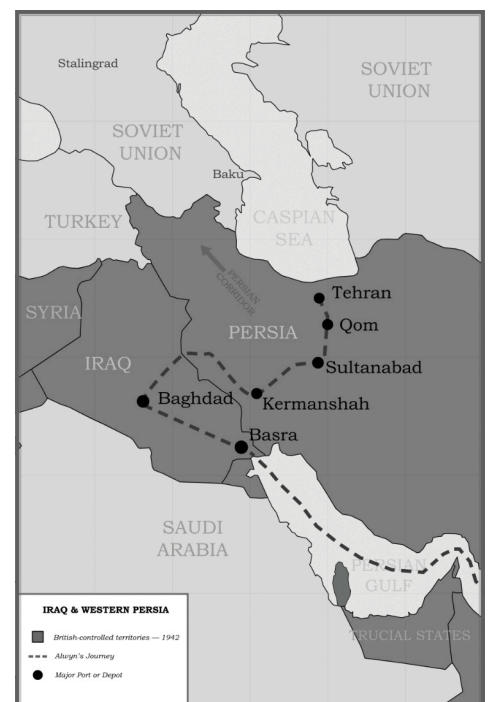 Stalingrad
SOVIET
UNION
SOVIET
UNION
Baku
TURKEY
CASPIAN
SEA
PERSIAN
CORRIDOR
Tehran
SYRIA
Qom
PERSIA
IRAQ
Sultanabad
Baghdad
Kermanshah
Basra
SAUDI
ARABIA
PERSIAN
GULF
TRUCIAL STATES
IRAQ & WESTERN PERSIA
British-controlled territories — 1942
Alwyn's Journey
Major Port or Depot